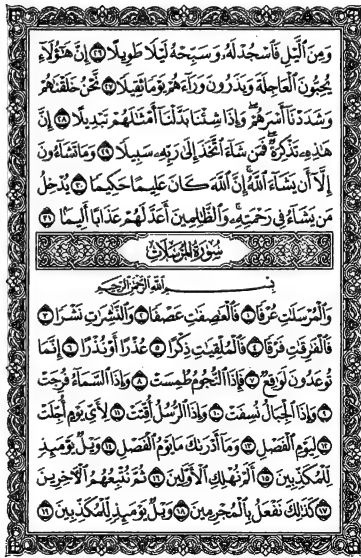 وَمِنَ ٱلَّيْلِ فَٱسْجُدْ لَهُۥ وَسَبِّحْهُ لَيْلًا طَوِيلًا ٢٦ إِنَّ هَٰٓؤُلَآءِ
يُحِبُّونَ ٱلْعَاجِلَةَ وَيَذَرُونَ وَرَآءَهُمْ يَوْمًا ثَقِيلًا ٢٧ نَّحْنُ خَلَقْنَٰهُمْ
وَشَدَدْنَآ أَسْرَهُمْ ۖ وَإِذَا شِئْنَا بَدَّلْنَآ أَمْثَٰلَهُمْ تَبْدِيلًا ٢٨ إِنَّ
هَٰذِهِۦ تَذْكِرَةٌ ۖ فَمَن شَآءَ ٱتَّخَذَ إِلَىٰ رَبِّهِۦ سَبِيلًا ٢٩ وَمَا تَشَآءُونَ
إِلَّآ أَن يَشَآءَ ٱللَّهُ ۚ إِنَّ ٱللَّهَ كَانَ عَلِيمًا حَكِيمًا ٣٠ يُدْخِلُ
مَن يَشَآءُ فِى رَحْمَتِهِۦ ۚ وَٱلظَّٰلِمِينَ أَعَدَّ لَهُمْ عَذَابًا أَلِيمًۢا ٣١
سُورَةُ المُرْسَلَاتِ
بِسْمِ ٱللَّهِ ٱلرَّحْمَٰنِ ٱلرَّحِيمِ
وَٱلْمُرْسَلَٰتِ عُرْفًا ١ فَٱلْعَٰصِفَٰتِ عَصْفًا ٢ وَٱلنَّٰشِرَٰتِ نَشْرًا ٣
فَٱلْفَٰرِقَٰتِ فَرْقًا ٤ فَٱلْمُلْقِيَٰتِ ذِكْرًا ٥ عُذْرًا أَوْ نُذْرًا ٦ إِنَّمَا
تُوعَدُونَ لَوَٰقِعٌ ٧ فَإِذَا ٱلنُّجُومُ طُمِسَتْ ٨ وَإِذَا ٱلسَّمَآءُ فُرِجَتْ
٩ وَإِذَا ٱلْجِبَالُ نُسِفَتْ ١٠ وَإِذَا ٱلرُّسُلُ أُقِّتَتْ ١١ لِأَىِّ يَوْمٍ أُجِّلَتْ
١٢ لِيَوْمِ ٱلْفَصْلِ ١٣ وَمَآ أَدْرَىٰكَ مَا يَوْمُ ٱلْفَصْلِ ١٤ وَيْلٌ يَوْمَئِذٍ
لِّلْمُكَذِّبِينَ ١٥ أَلَمْ نُهْلِكِ ٱلْأَوَّلِينَ ١٦ ثُمَّ نُتْبِعُهُمُ ٱلْءَاخِرِينَ
١٧ كَذَٰلِكَ نَفْعَلُ بِٱلْمُجْرِمِينَ ١٨ وَيْلٌ يَوْمَئِذٍ لِّلْمُكَذِّبِينَ ١٩